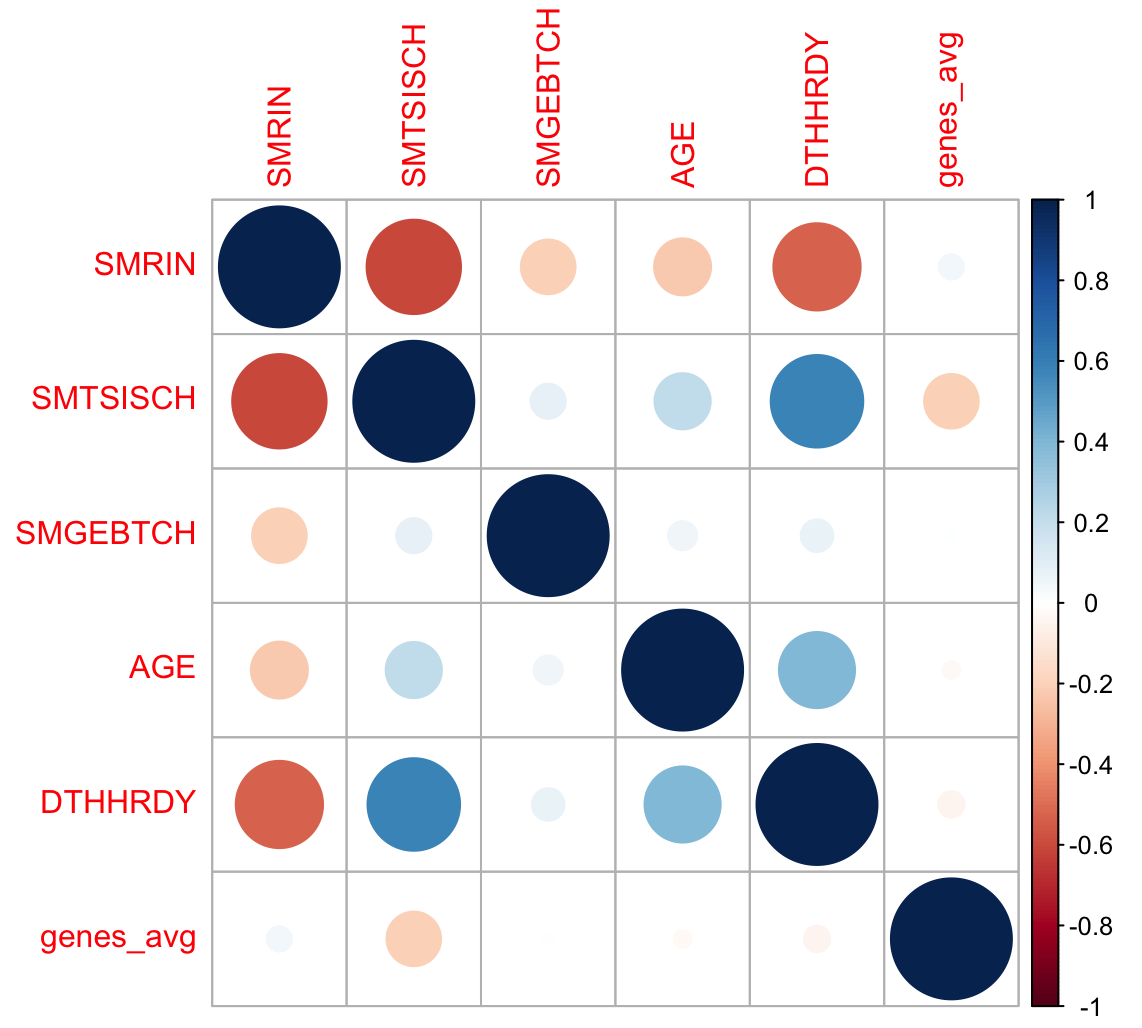 SMRIN
SMTSISCH
SMGEBTCH
AGE
DTHHRDY
genes_avg
SMRIN
SMTSISCH
SMGEBTCH
AGE
DTHHRDY
genes_avg
1
0.8
0.6
0.4
0.2
0
-0.2
-0.4
-0.6
-0.8
-1